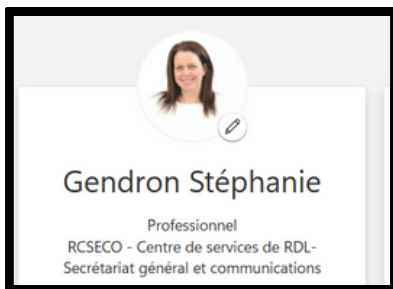 Gendron Stéphanie
Professionnel
RCSECO - Centre de services de RDL-
Secrétariat général et communications